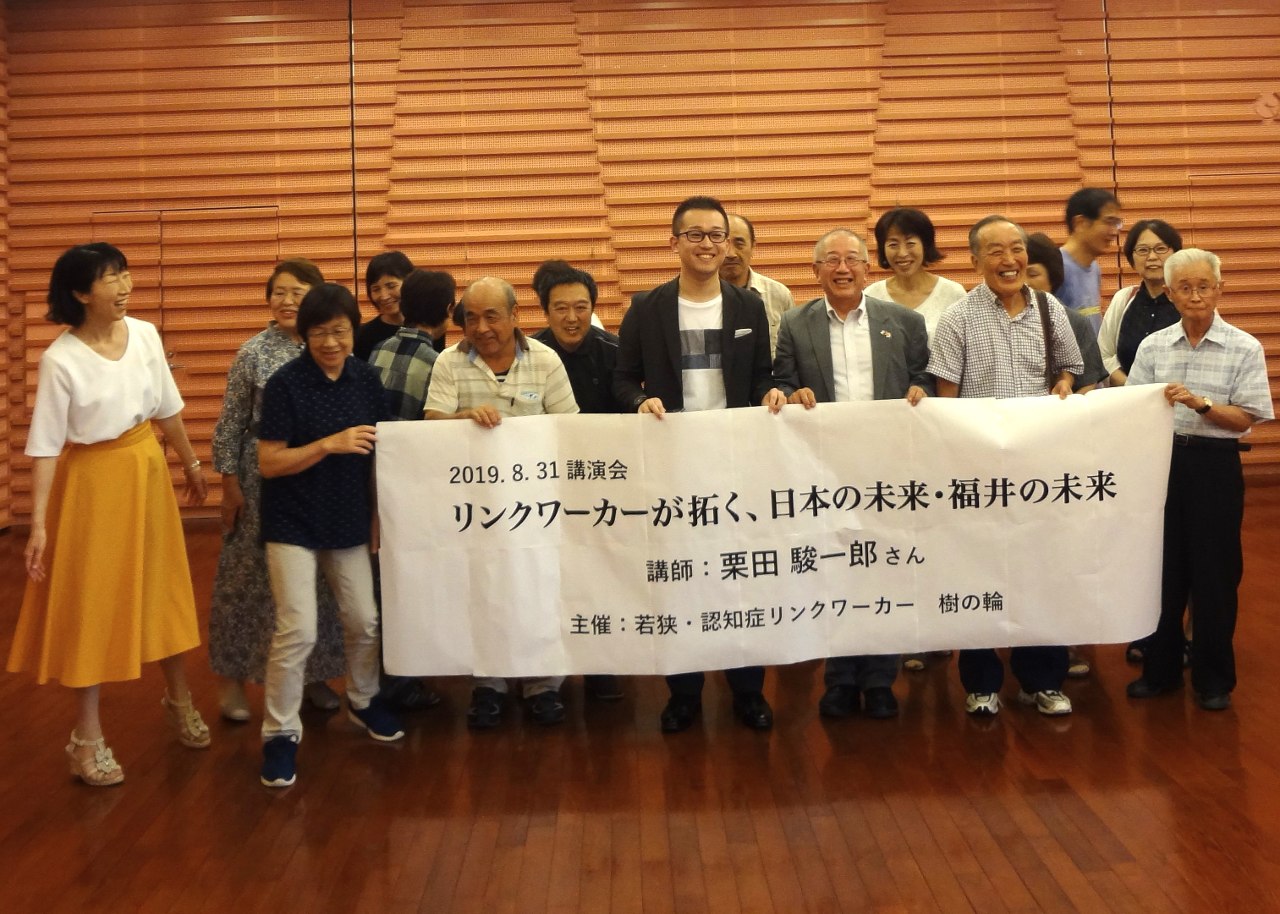 2019. 8. 31 講演会
リンクワーカーが拓く、日本の未来・福井の未来
講師：栗田 駿一郎 さん
主催：若狭・認知症リンクワーカー　樹の輪